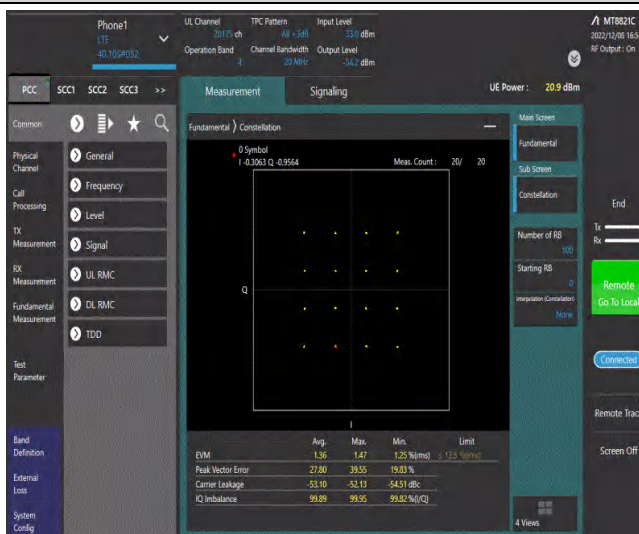 Phone1
LTE
UL Channel TPC Pattern Input Level
20175 ch All +3dB 33.0 dBm
Operation Band Channel Bandwidth Output Level
4 20 MHz -54.2 dBm
MT8821C
2022/12/08 16:5
RF Output : On
PCC SCC1 SCC2 SCC3 >>
Measurement Signaling
UE Power : 20.9 dBm
Common
Physical
Channel
Call
Processing
TX
Measurement
RX
Measurement
Fundamental
Measurement
Test
Parameter
Band
Definition
External
Loss
System
Config
General
Frequency
Level
Signal
UL RMC
DL RMC
TDD
Fundamental Constellation
0 Symbol
I -0.3063 Q -0.9564 Meas. Count : 20/ 20
Q
I
Avg. Max. Min. Limit
EVM 1.36 1.47 1.25 %(rms) ≤ 12.5 %(rms)
Peak Vector Error 27.80 39.55 19.83 %
Carrier Leakage -53.10 -52.13 -54.51 dBc
IQ Imbalance 99.89 99.95 99.82 %(I/Q)
Main Screen
Fundamental
Sub Screen
Constellation
Number of RB
100
Starting RB
0
Interpolation (Constellation)
None
4 Views
End
Tx
Rx
Remote
Go To Local
Connected
Remote Trac
Screen Off